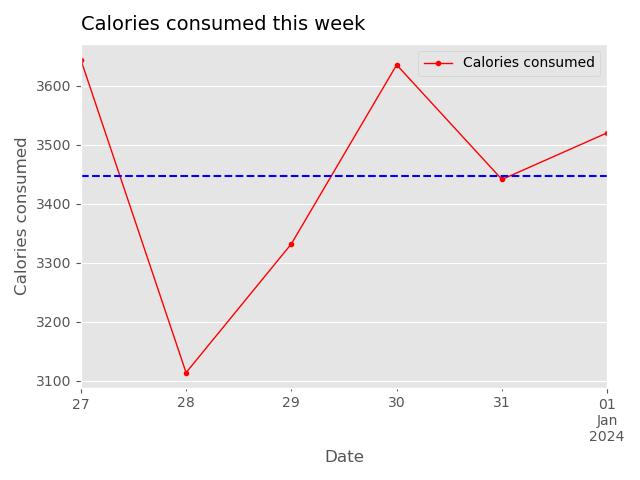 Calories consumed this week
Calories consumed
3600
3500
3400
3300
3200
3100
Calories consumed
27
28
29
30
31
01
Jan
2024
Date